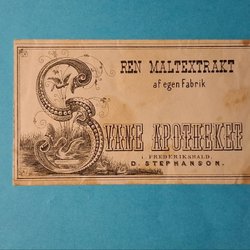 REN MALTEXTRAKT
af egen Fabrik
SVANE APOTHEKET
I FREDERIKSHALD
D. STEPHANSON.